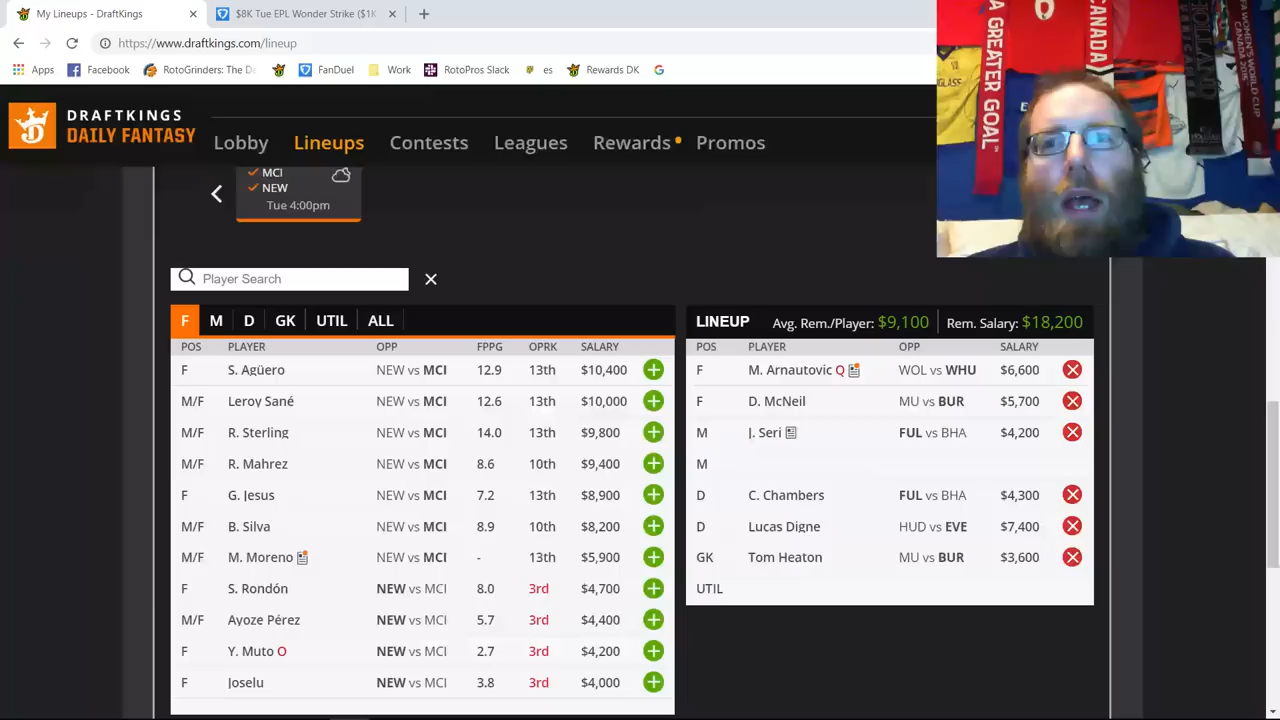 My Lineups - DraftKings
$8K Tue EPL Wonder Strike ($1K
https://www.draftkings.com/lineup
Apps Facebook RotoGrinders: The D FanDuel Work RotoPros Slack es Rewards DK
DRAFTKINGS
DAILY FANTASY
Lobby Lineups Contests Leagues Rewards Promos
MCI
NEW
Tue 4:00pm
Player Search
F M D GK UTIL ALL
POS PLAYER OPP FPPG OPRK SALARY
F S. Agüero NEW vs MCI 12.9 13th $10,400
M/F Leroy Sané NEW vs MCI 12.6 13th $10,000
M/F R. Sterling NEW vs MCI 14.0 13th $9,800
M/F R. Mahrez NEW vs MCI 8.6 10th $9,400
F G. Jesus NEW vs MCI 7.2 13th $8,900
M/F B. Silva NEW vs MCI 8.9 10th $8,200
M/F M. Moreno NEW vs MCI - 13th $5,900
F S. Rondón NEW vs MCI 8.0 3rd $4,700
M/F Ayoze Pérez NEW vs MCI 5.7 3rd $4,400
F Y. Muto O NEW vs MCI 2.7 3rd $4,200
F Joselu NEW vs MCI 3.8 3rd $4,000
LINEUP Avg. Rem./Player: $9,100 Rem. Salary: $18,200
POS PLAYER OPP SALARY
F M. Arnautovic Q WOL vs WHU $6,600
F D. McNeil MU vs BUR $5,700
M J. Seri FUL vs BHA $4,200
M
D C. Chambers FUL vs BHA $4,300
D Lucas Digne HUD vs EVE $7,400
GK Tom Heaton MU vs BUR $3,600
UTIL
A GREATER GOAL
CANADA
HOLLAND
FIFA WOMEN'S WORLD CUP
CANADA 2015